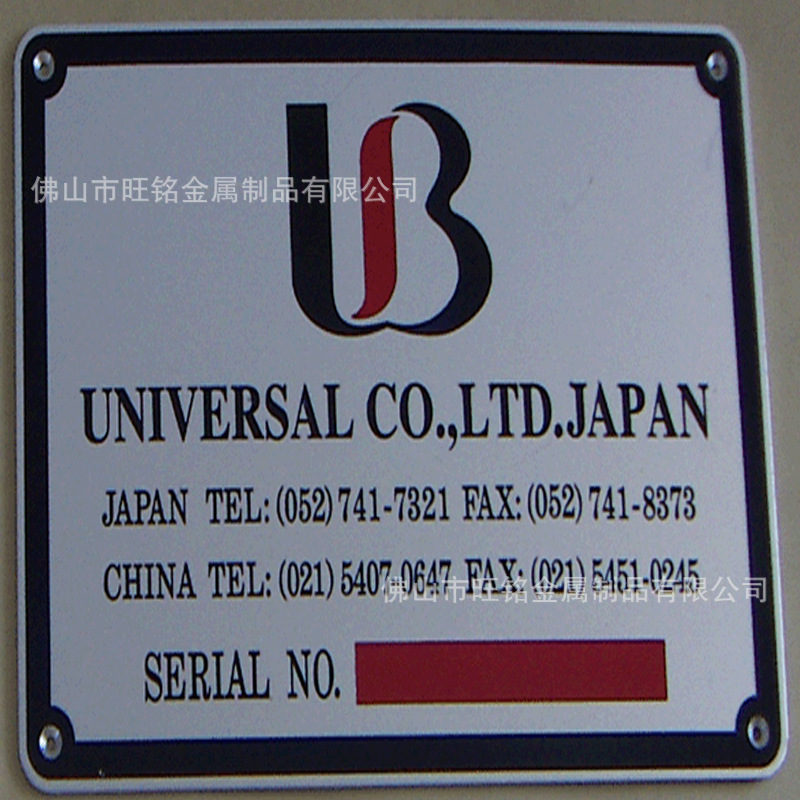 UB
佛山市旺铭金属制品有限公司
UNIVERSAL CO.,LTD.JAPAN
JAPAN TEL:(052)741-7321 FAX:(052)741-8373
CHINA TEL:(021)5407-0647 FAX:(021)5451-0245
佛山市旺铭金属制品有限公司
SERIAL NO.